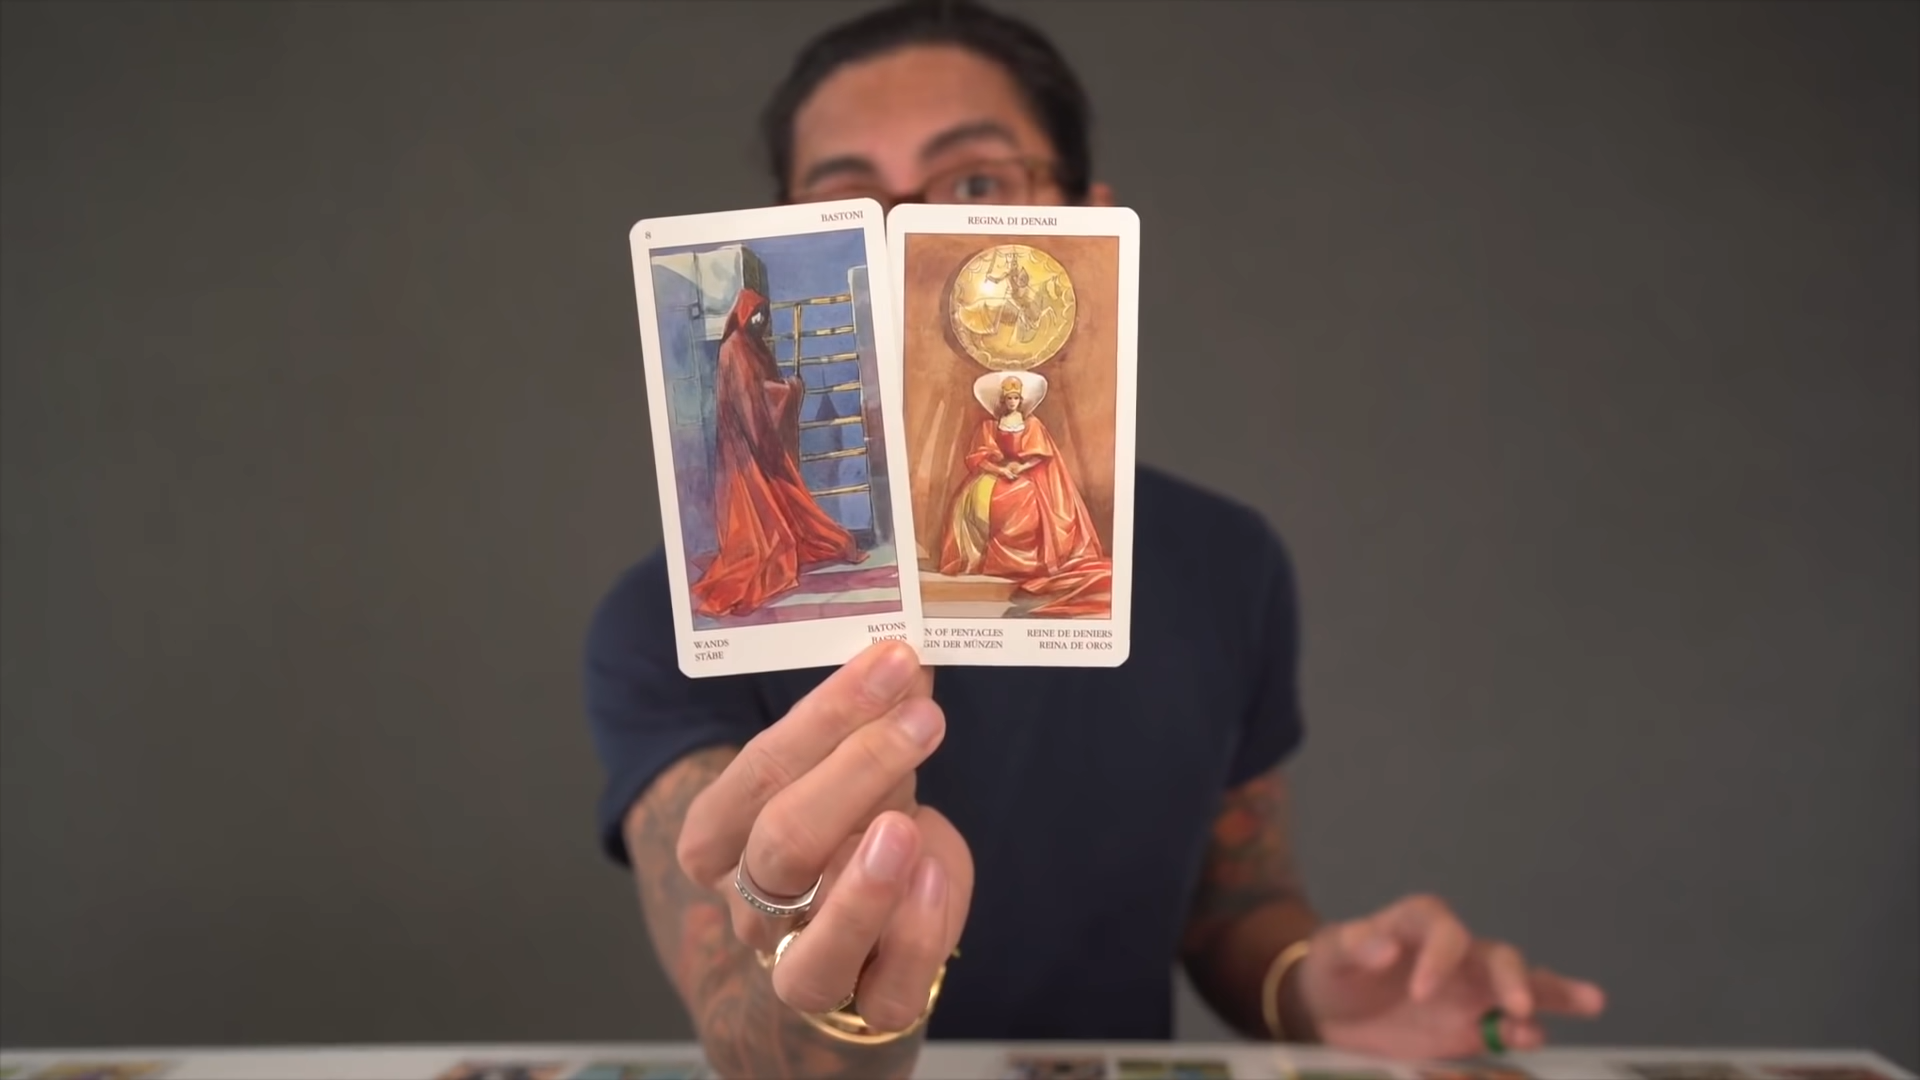 8
BASTONI
WANDS
STÄBE
BATONS
BASTOS
REGINA DI DENARI
N OF PENTACLES
GIN DER MÜNZEN
REINE DE DENIERS
REINA DE OROS